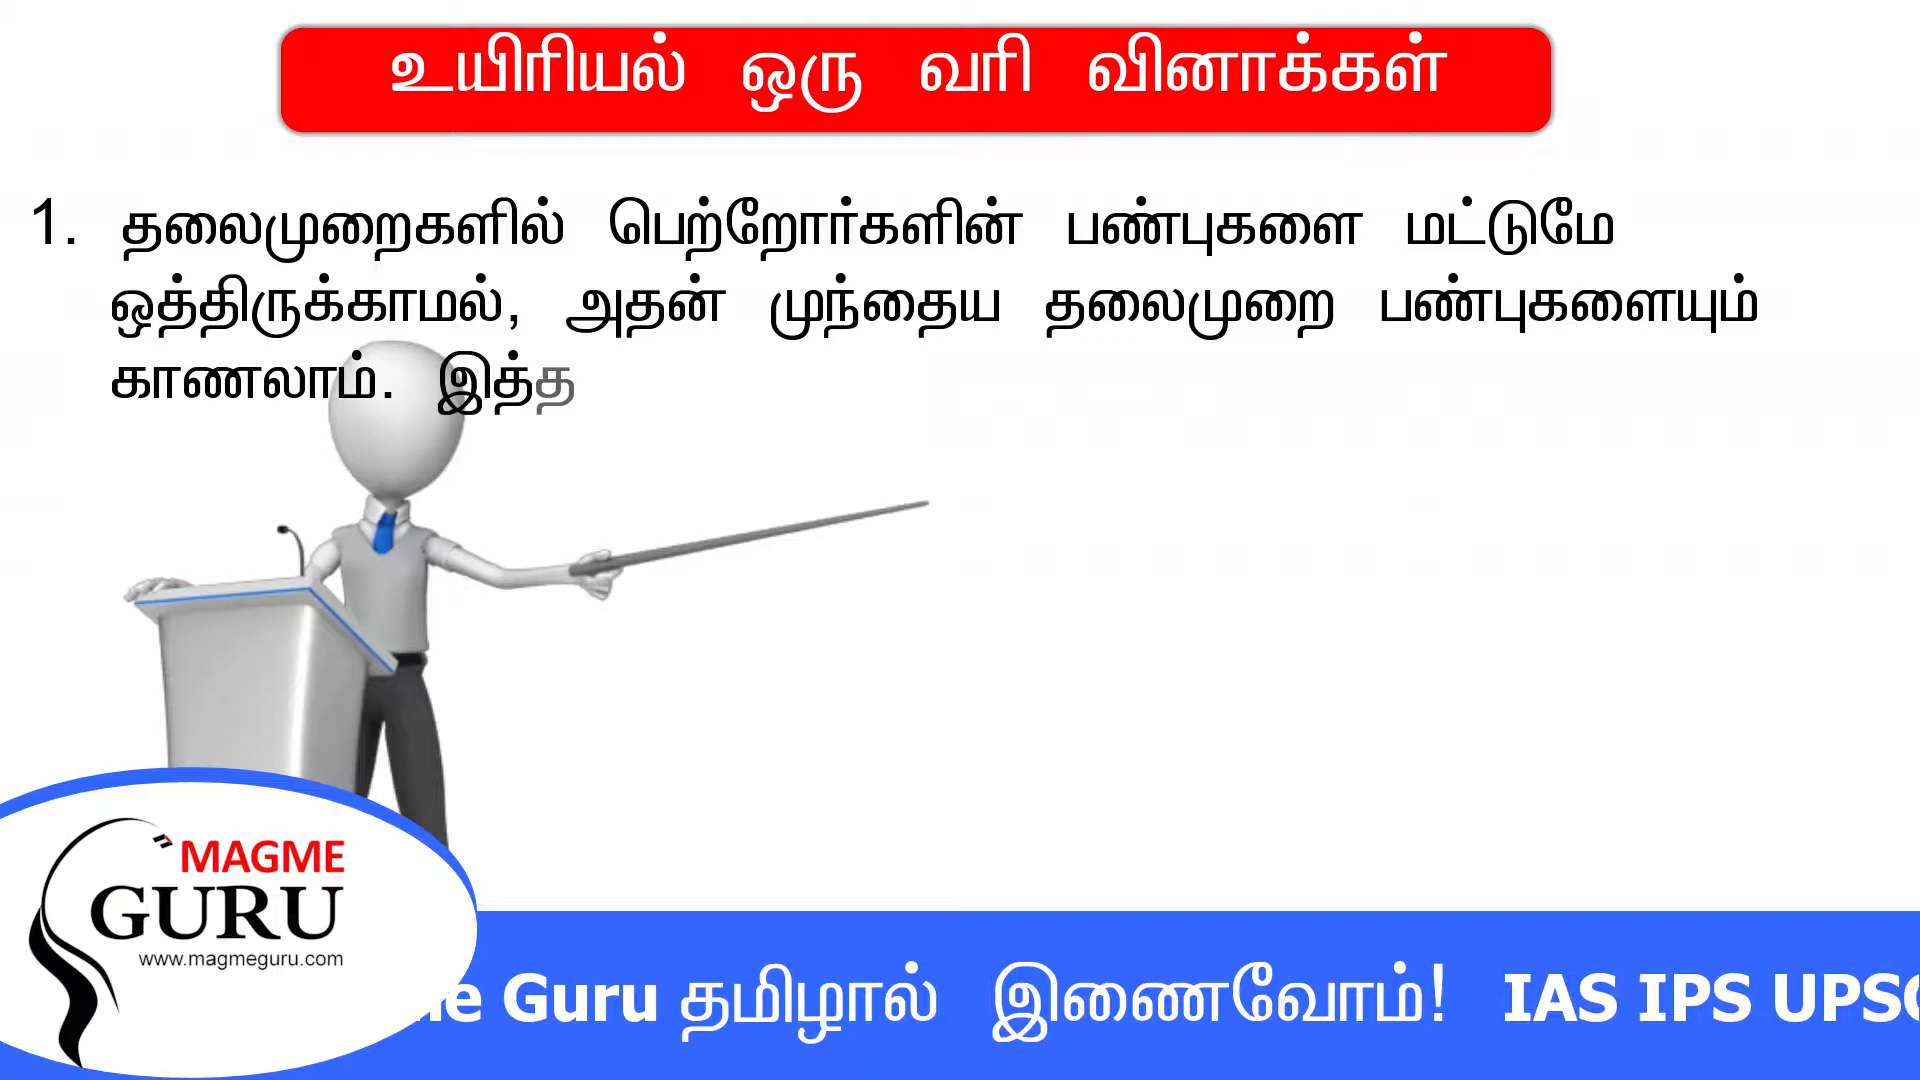 உயிரியல் ஒரு வரி வினாக்கள்
1. தலைமுறைகளில் பெற்றோர்களின் பண்புகளை மட்டுமே
ஒத்திருக்காமல், அதன் முந்தைய தலைமுறை பண்புகளையும்
காணலாம். இத்த
MAGME
GURU
www.magmeguru.com
Guru தமிழால் இணைவோம்! IAS IPS UPSC